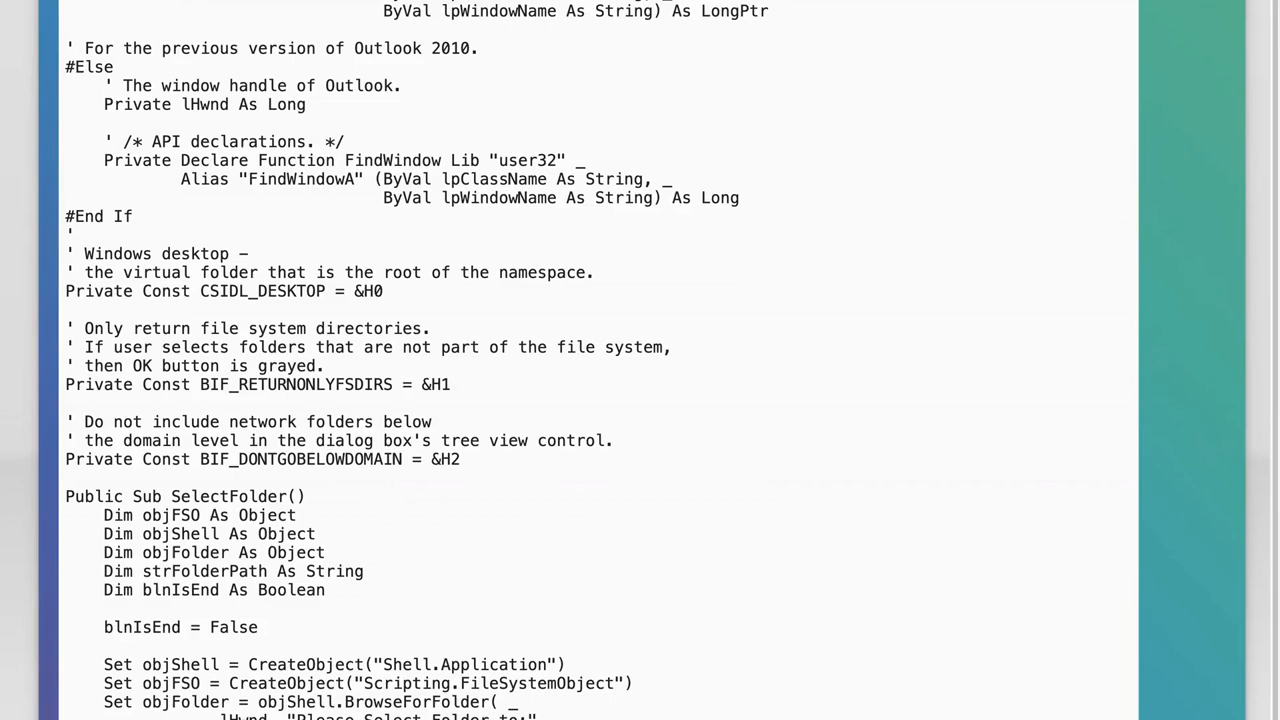 ByVal lpWindowName As String) As LongPtr
' For the previous version of Outlook 2010.
#Else
' The window handle of Outlook.
Private lHwnd As Long
' /* API declarations. */
Private Declare Function FindWindow Lib "user32" _
Alias "FindWindowA" (ByVal lpClassName As String, _
ByVal lpWindowName As String) As Long
#End If
'
' Windows desktop -
' the virtual folder that is the root of the namespace.
Private Const CSIDL_DESKTOP = &H0
' Only return file system directories.
' If user selects folders that are not part of the file system,
' then OK button is grayed.
Private Const BIF_RETURNONLYFSDIRS = &H1
' Do not include network folders below
' the domain level in the dialog box's tree view control.
Private Const BIF_DONTGOBELOWDOMAIN = &H2
Public Sub SelectFolder()
Dim objFSO As Object
Dim objShell As Object
Dim objFolder As Object
Dim strFolderPath As String
Dim blnIsEnd As Boolean
blnIsEnd = False
Set objShell = CreateObject("Shell.Application")
Set objFSO = CreateObject("Scripting.FileSystemObject")
Set objFolder = objShell.BrowseForFolder( _
lHwnd, "Please Select Folder to:"